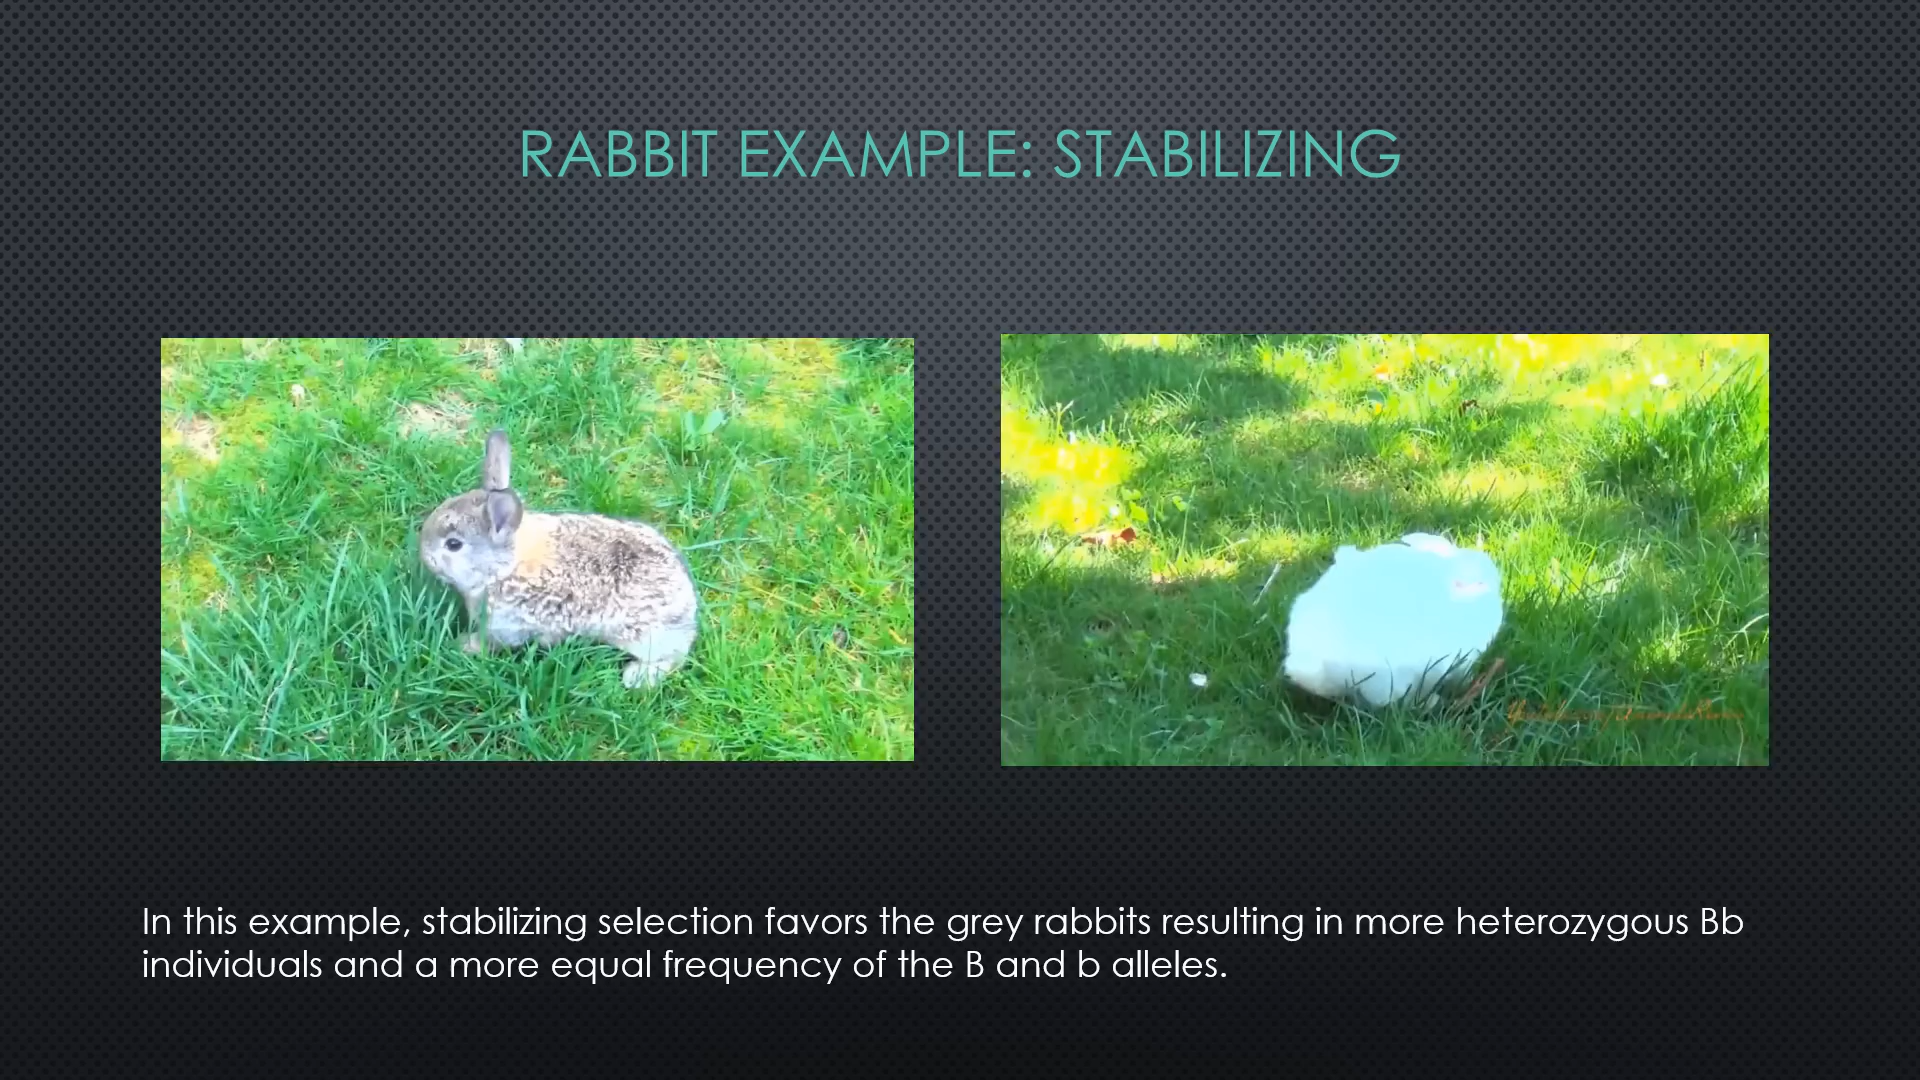 RABBIT EXAMPLE: STABILIZING
In this example, stabilizing selection favors the grey rabbits resulting in more heterozygous Bb
individuals and a more equal frequency of the B and b alleles.